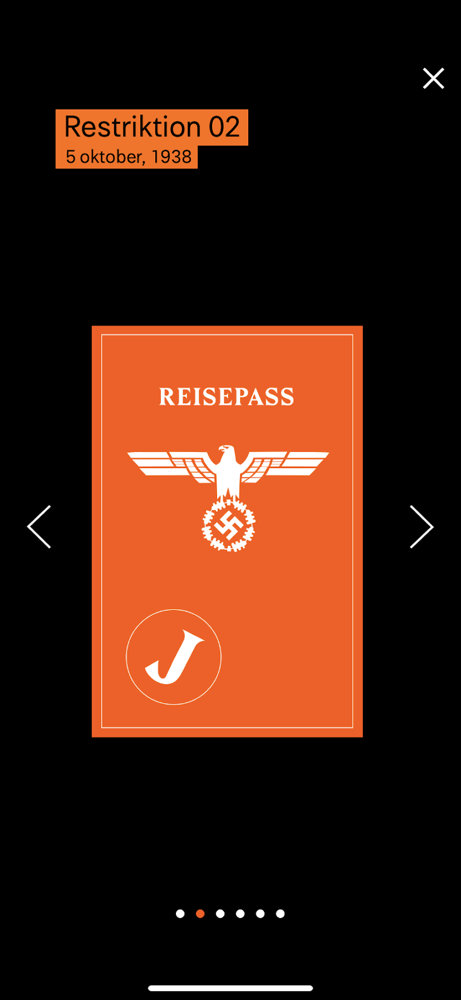 Restriktion 02
5 oktober, 1938
REISEPASS
J